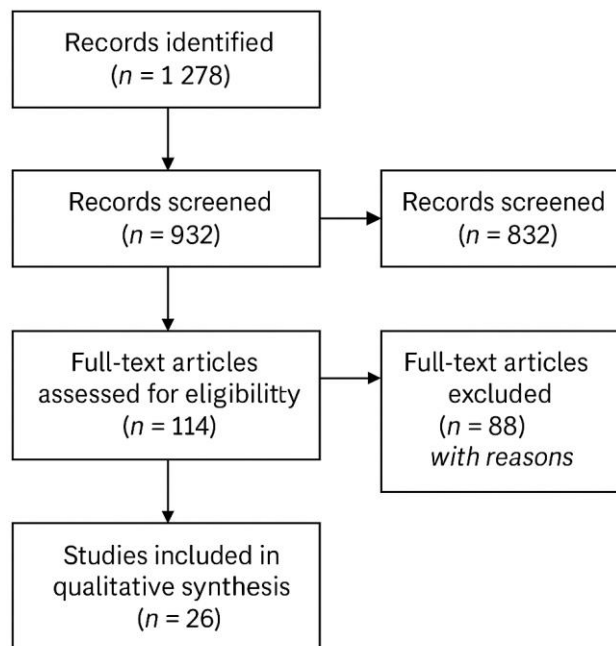 Records identified
(n = 1 278)
Records screened
(n = 932)
Records screened
(n = 832)
Full-text articles
assessed for eligibilitty
(n = 114)
Full-text articles
excluded
(n = 88)
with reasons
Studies included in
qualitative synthesis
(n = 26)